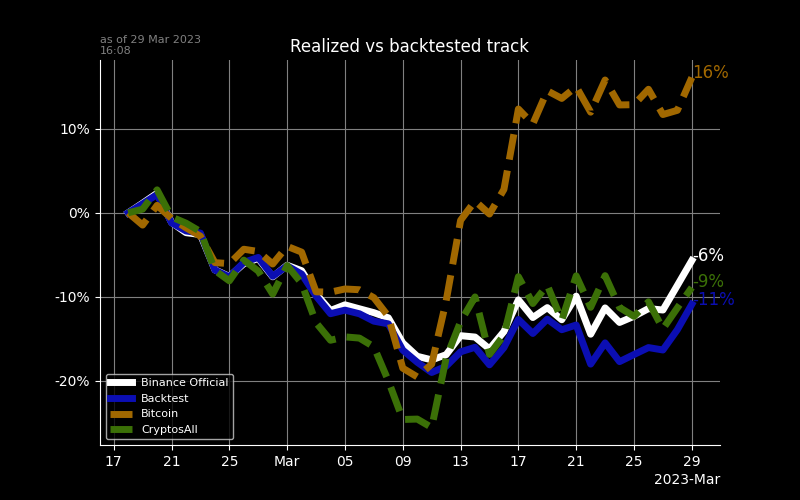 as of 29 Mar 2023
16:08
Realized vs backtested track
10%
0%
-10%
-20%
16%
-6%
-9%
-11%
Binance Official
Backtest
Bitcoin
CryptosAll
17 21 25 Mar 05 09 13 17 21 25 29
2023-Mar